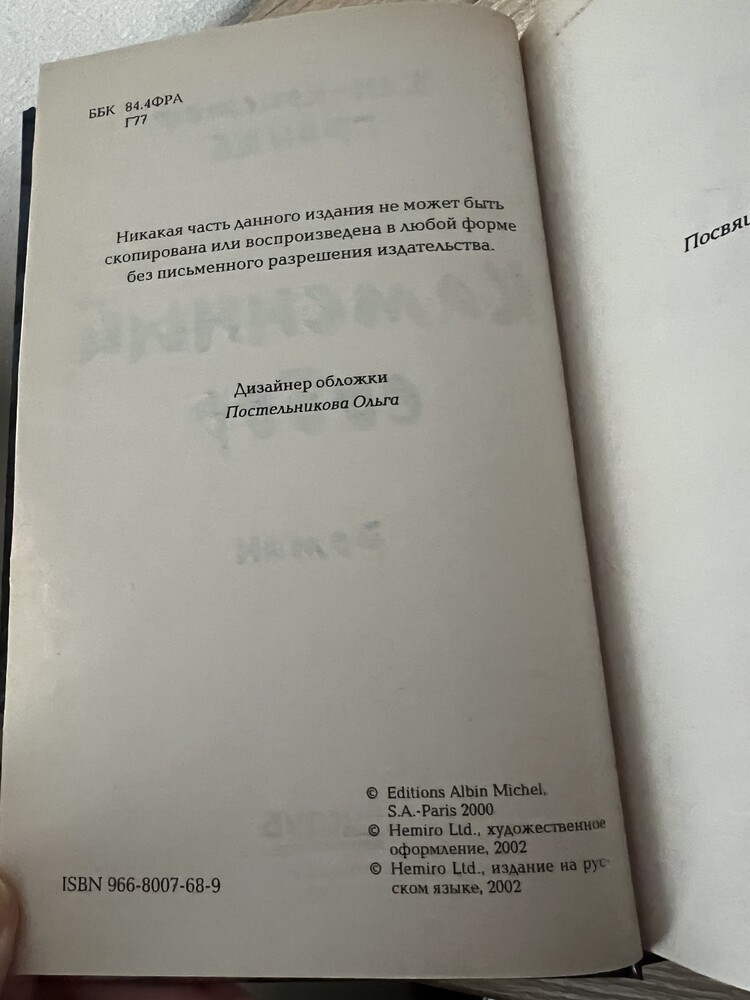 ББК 84.4ФРА
Г77
Никакая часть данного издания не может быть
скопирована или воспроизведена в любой форме
без письменного разрешения издательства.
Дизайнер обложки
Постельникова Ольга
© Editions Albin Michel,
S.A.-Paris 2000
© Hemiro Ltd., художественное
оформление, 2002
© Hemiro Ltd., издание на рус-
ском языке, 2002
ISBN 966-8007-68-9